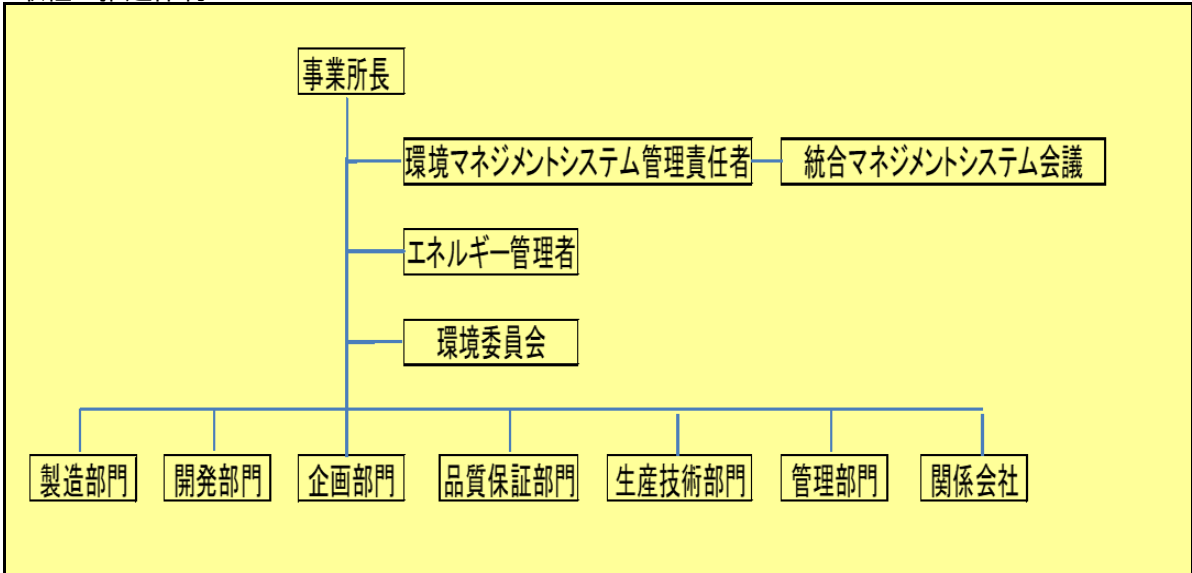 事業所長
環境マネジメントシステム管理責任者
統合マネジメントシステム会議
エネルギー管理者
環境委員会
製造部門
開発部門
企画部門
品質保証部門
生産技術部門
管理部門
関係会社